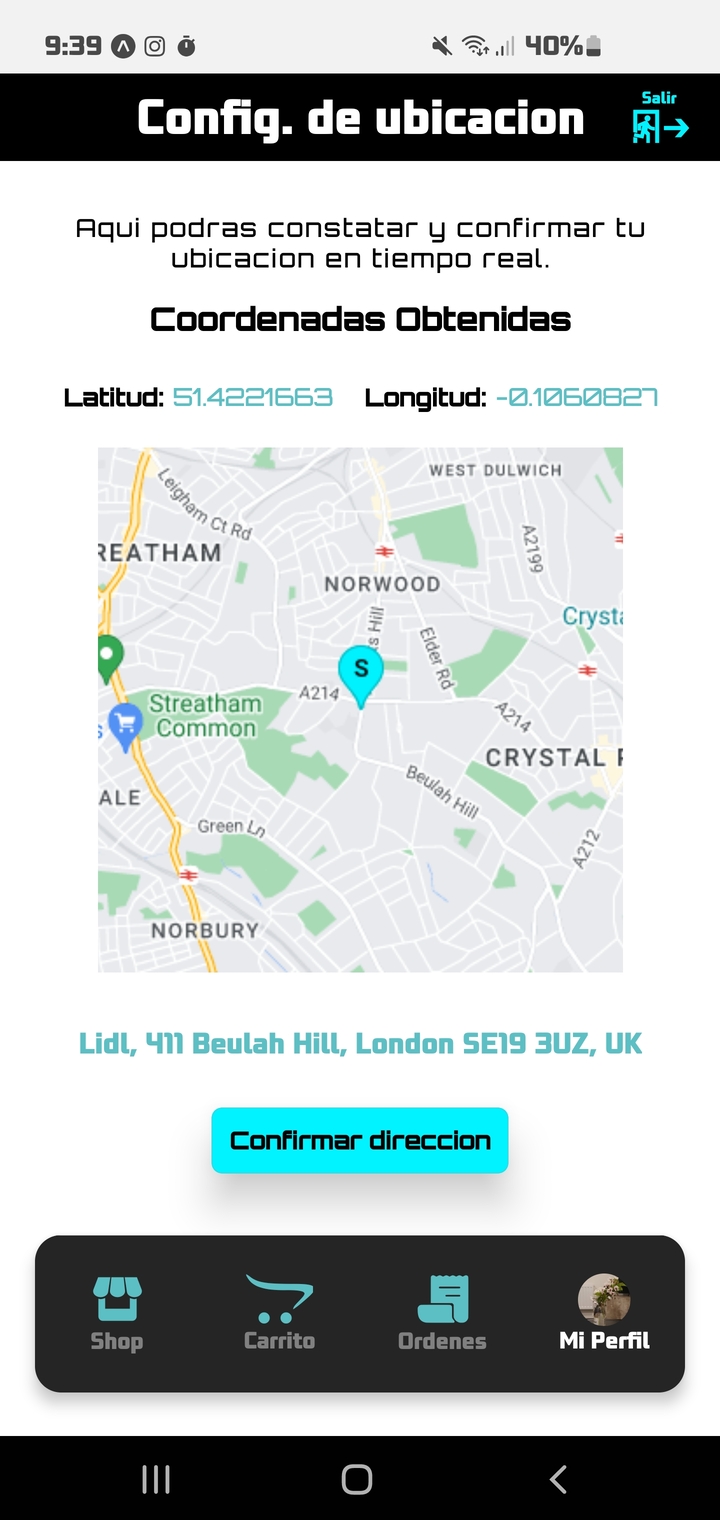 9:39
40%
Config. de ubicacion
Salir
Aqui podras constatar y confirmar tu
ubicacion en tiempo real.
Coordenadas Obtenidas
Latitud: 51.4221663 Longitud: -0.1060827
WEST DULWICH
Leigham Ct Rd
REATHAM
A2199
NORWOOD
Crysta
s Hill
Elder Rd
S
A214
Streatham
Common
s
A214
CRYSTAL P
Beulah Hill
ALE
Green Ln
A212
NORBURY
Lidl, 411 Beulah Hill, London SE19 3UZ, UK
Confirmar direccion
Shop
Carrito
Ordenes
Mi Perfil